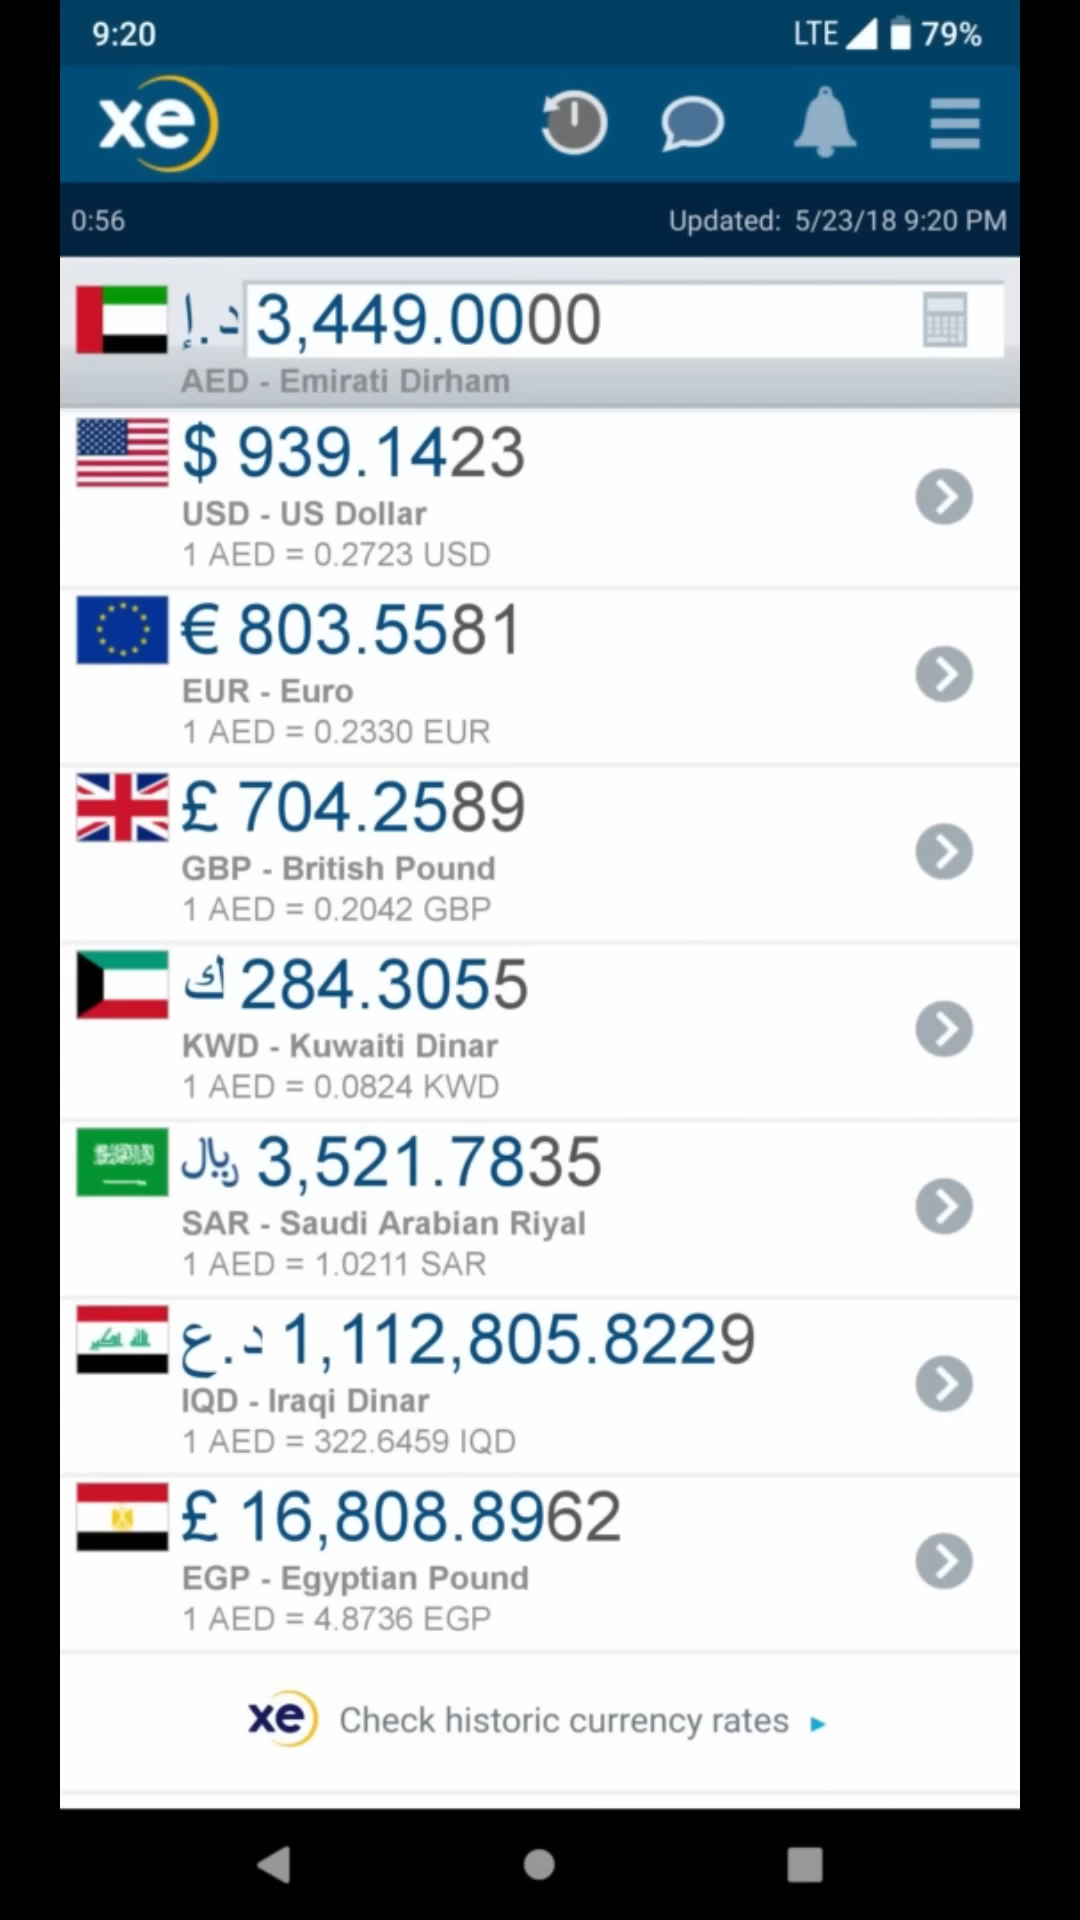 9:20 LTE 79%
xe
0:56 Updated: 5/23/18 9:20 PM
د.إ 3,449.0000
AED - Emirati Dirham
$ 939.1423
USD - US Dollar
1 AED = 0.2723 USD
€ 803.5581
EUR - Euro
1 AED = 0.2330 EUR
£ 704.2589
GBP - British Pound
1 AED = 0.2042 GBP
ك 284.3055
KWD - Kuwaiti Dinar
1 AED = 0.0824 KWD
ريال 3,521.7835
SAR - Saudi Arabian Riyal
1 AED = 1.0211 SAR
د.ع 1,112,805.8229
IQD - Iraqi Dinar
1 AED = 322.6459 IQD
£ 16,808.8962
EGP - Egyptian Pound
1 AED = 4.8736 EGP
xe Check historic currency rates